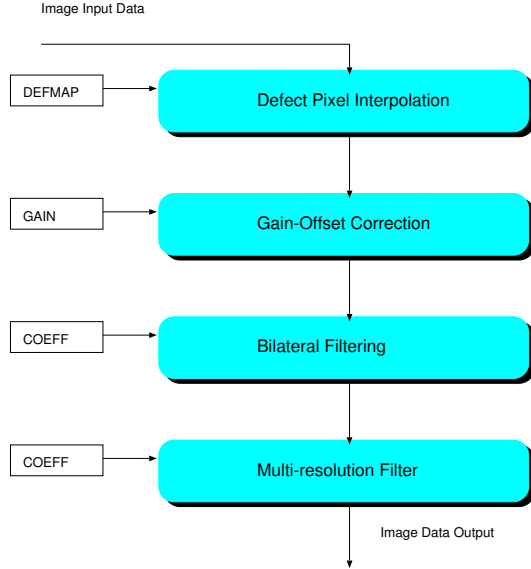 Image Input Data
DEFMAP
Defect Pixel Interpolation
GAIN
Gain-Offset Correction
COEFF
Bilateral Filtering
COEFF
Multi-resolution Filter
Image Data Output